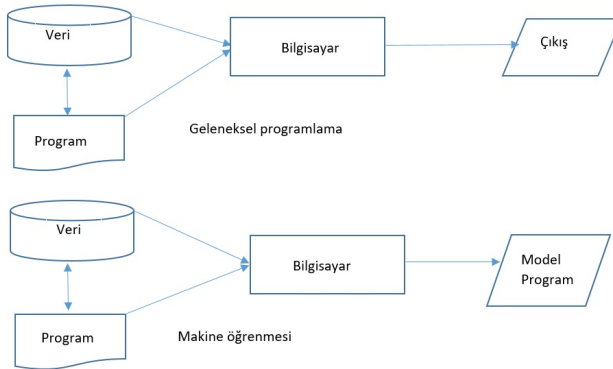 Veri
Bilgisayar
Çıkış
Program
Geleneksel programlama
Veri
Bilgisayar
Model
Program
Program
Makine öğrenmesi